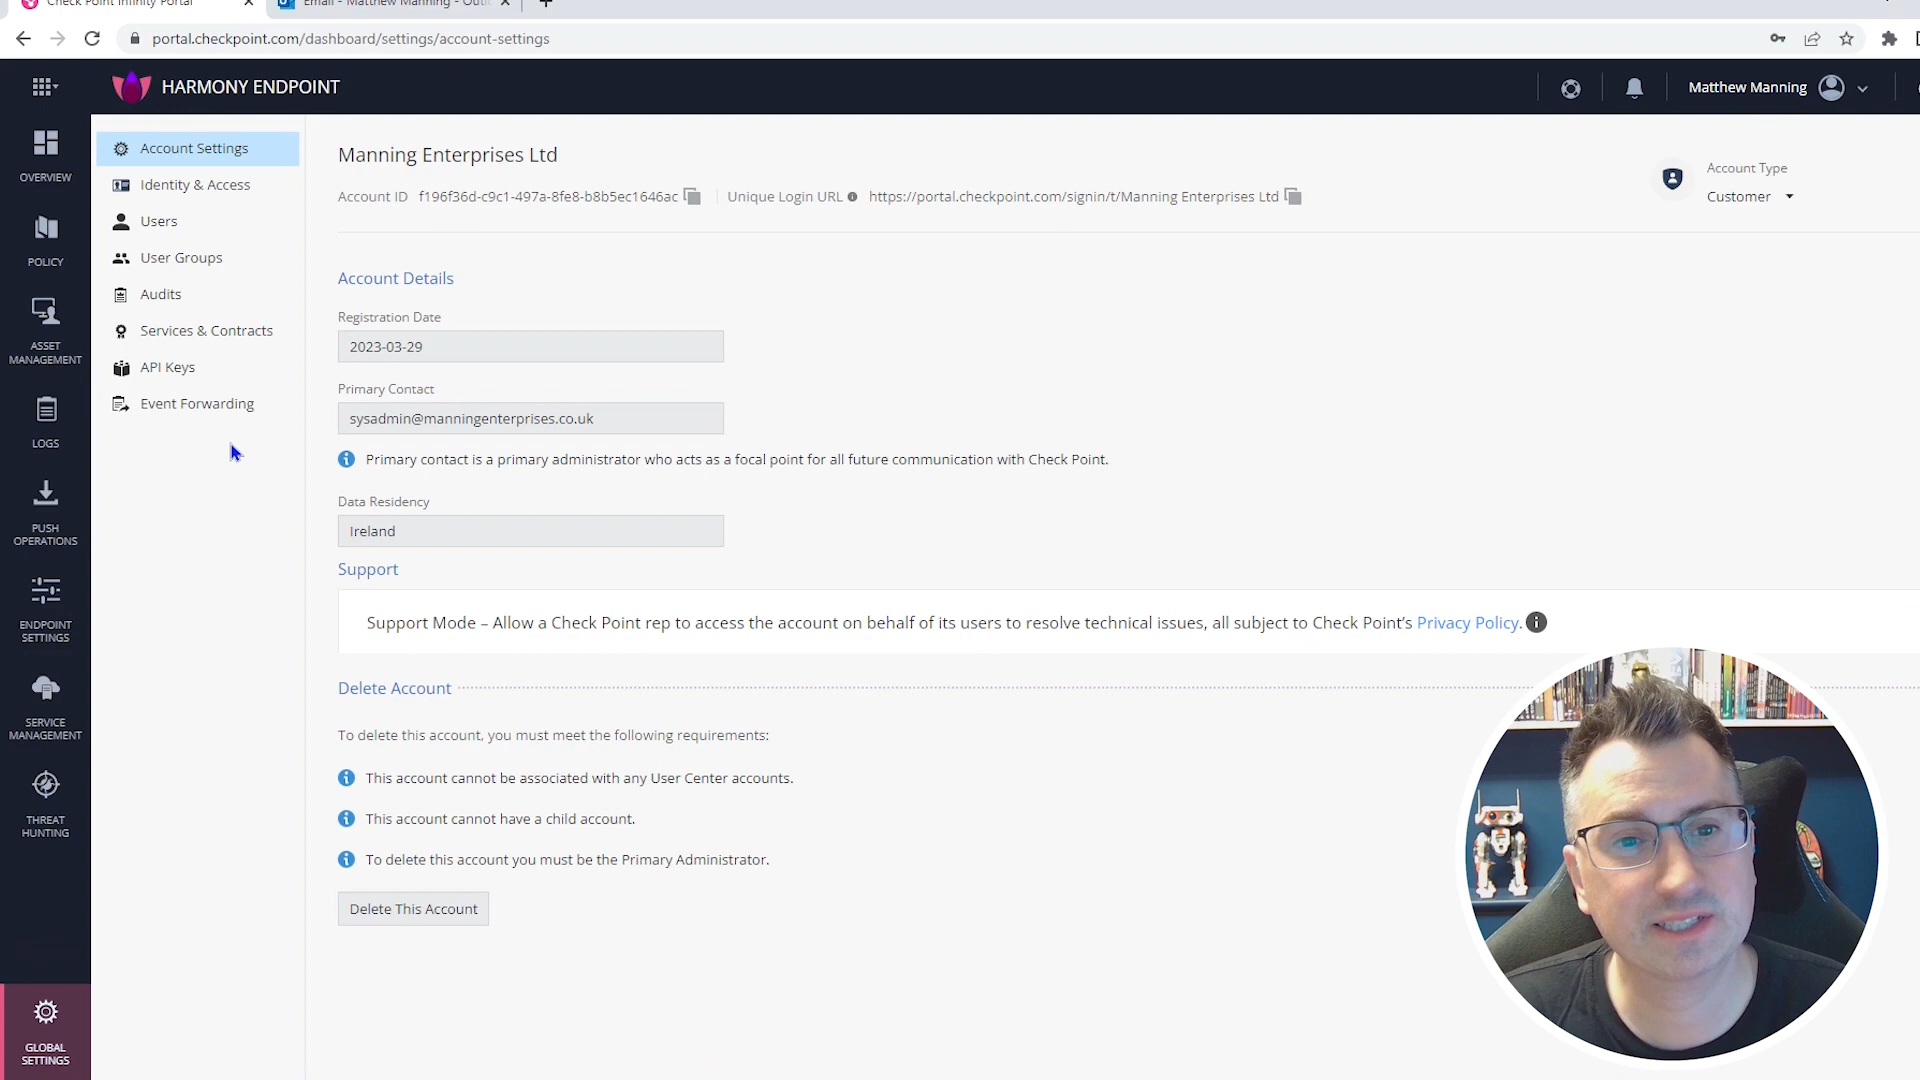 Check Point Infinity Portal
Email - Matthew Manning - Outl
portal.checkpoint.com/dashboard/settings/account-settings
HARMONY ENDPOINT
Matthew Manning
OVERVIEW
POLICY
ASSET
MANAGEMENT
LOGS
PUSH
OPERATIONS
ENDPOINT
SETTINGS
SERVICE
MANAGEMENT
THREAT
HUNTING
GLOBAL
SETTINGS
Account Settings
Identity & Access
Users
User Groups
Audits
Services & Contracts
API Keys
Event Forwarding
Manning Enterprises Ltd
Account ID f196f36d-c9c1-497a-8fe8-b8b5ec1646ac Unique Login URL https://portal.checkpoint.com/signin/t/Manning Enterprises Ltd
Account Type
Customer
Account Details
Registration Date
2023-03-29
Primary Contact
sysadmin@manningenterprises.co.uk
Primary contact is a primary administrator who acts as a focal point for all future communication with Check Point.
Data Residency
Ireland
Support
Support Mode – Allow a Check Point rep to access the account on behalf of its users to resolve technical issues, all subject to Check Point's Privacy Policy.
Delete Account
To delete this account, you must meet the following requirements:
This account cannot be associated with any User Center accounts.
This account cannot have a child account.
To delete this account you must be the Primary Administrator.
Delete This Account